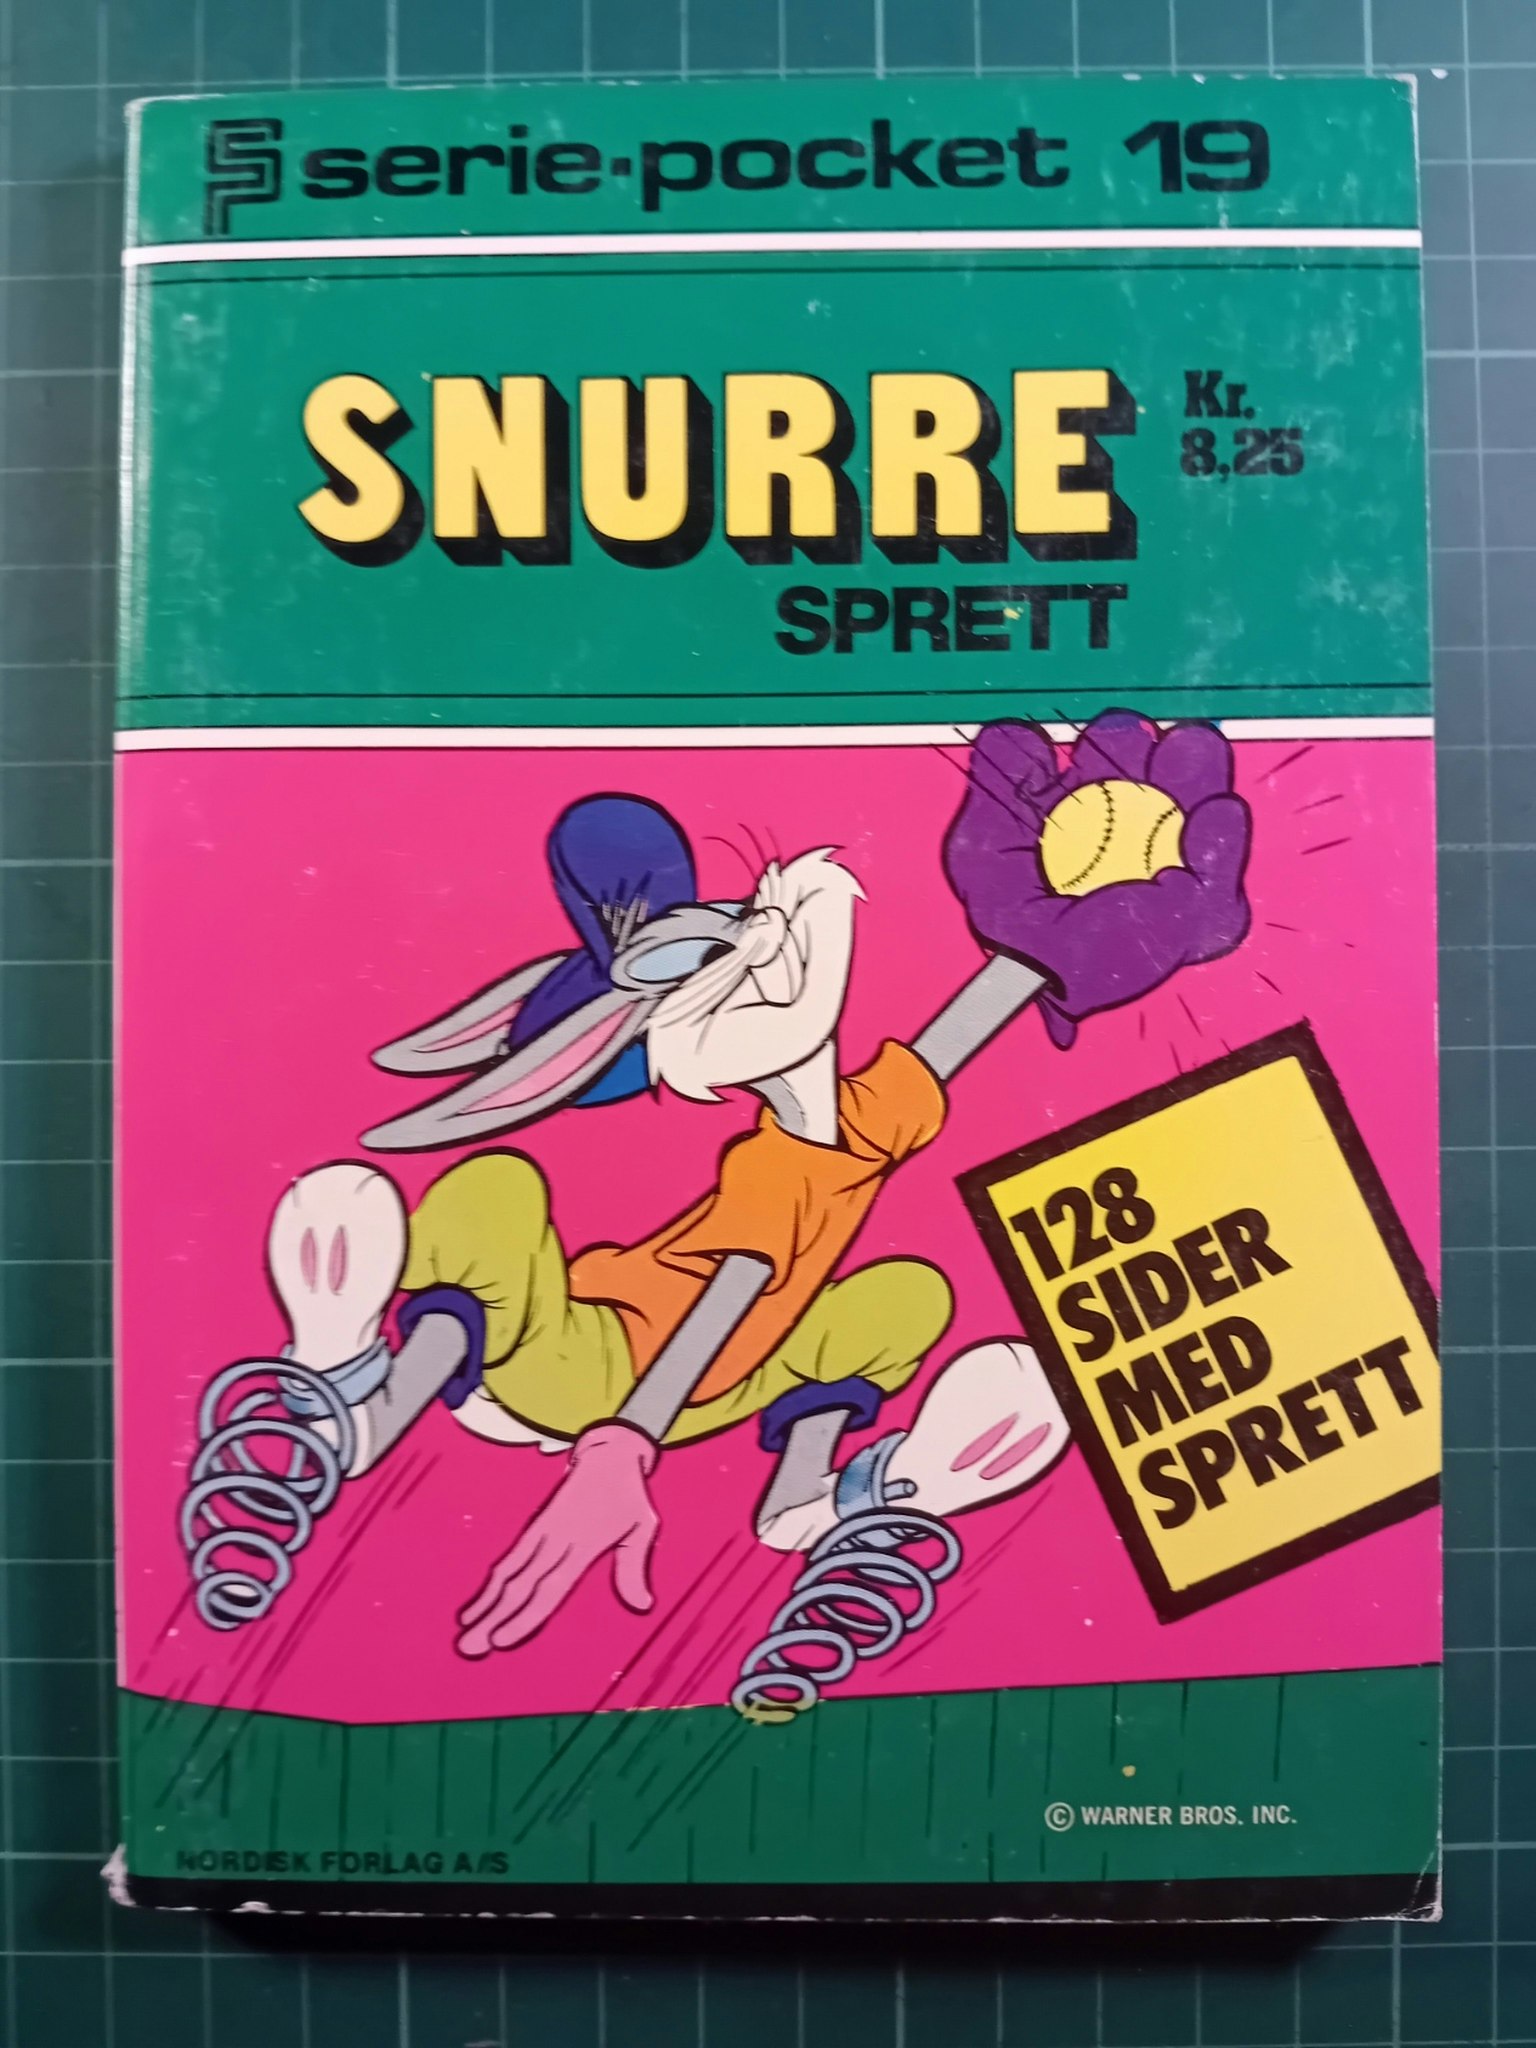 serie·pocket 19
SNURRE
Kr.
8,25
SPRETT
128
SIDER
MED
SPRETT
© WARNER BROS. INC.
NORDISK FORLAG A/S